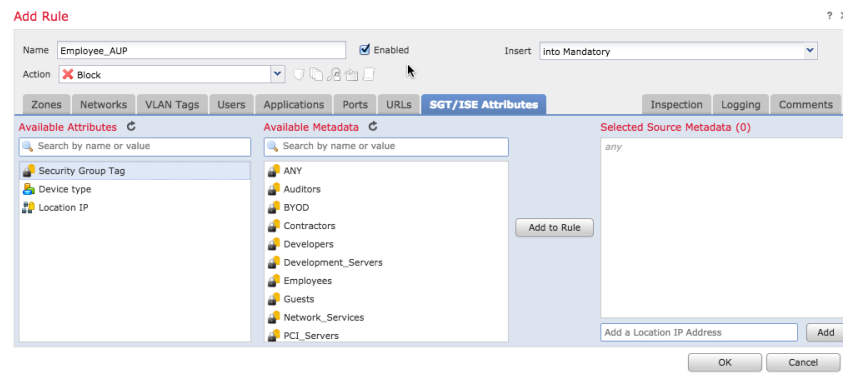 Add Rule ?
Name Employee_AUP Enabled Insert into Mandatory
Action Block
Zones Networks VLAN Tags Users Applications Ports URLs SGT/ISE Attributes Inspection Logging Comments
Available Attributes Available Metadata Selected Source Metadata (0)
Search by name or value Search by name or value any
Security Group Tag ANY
Device type Auditors
Location IP BYOD
Contractors Add to Rule
Developers
Development_Servers
Employees
Guests
Network_Services
PCI_Servers Add a Location IP Address Add
OK Cancel